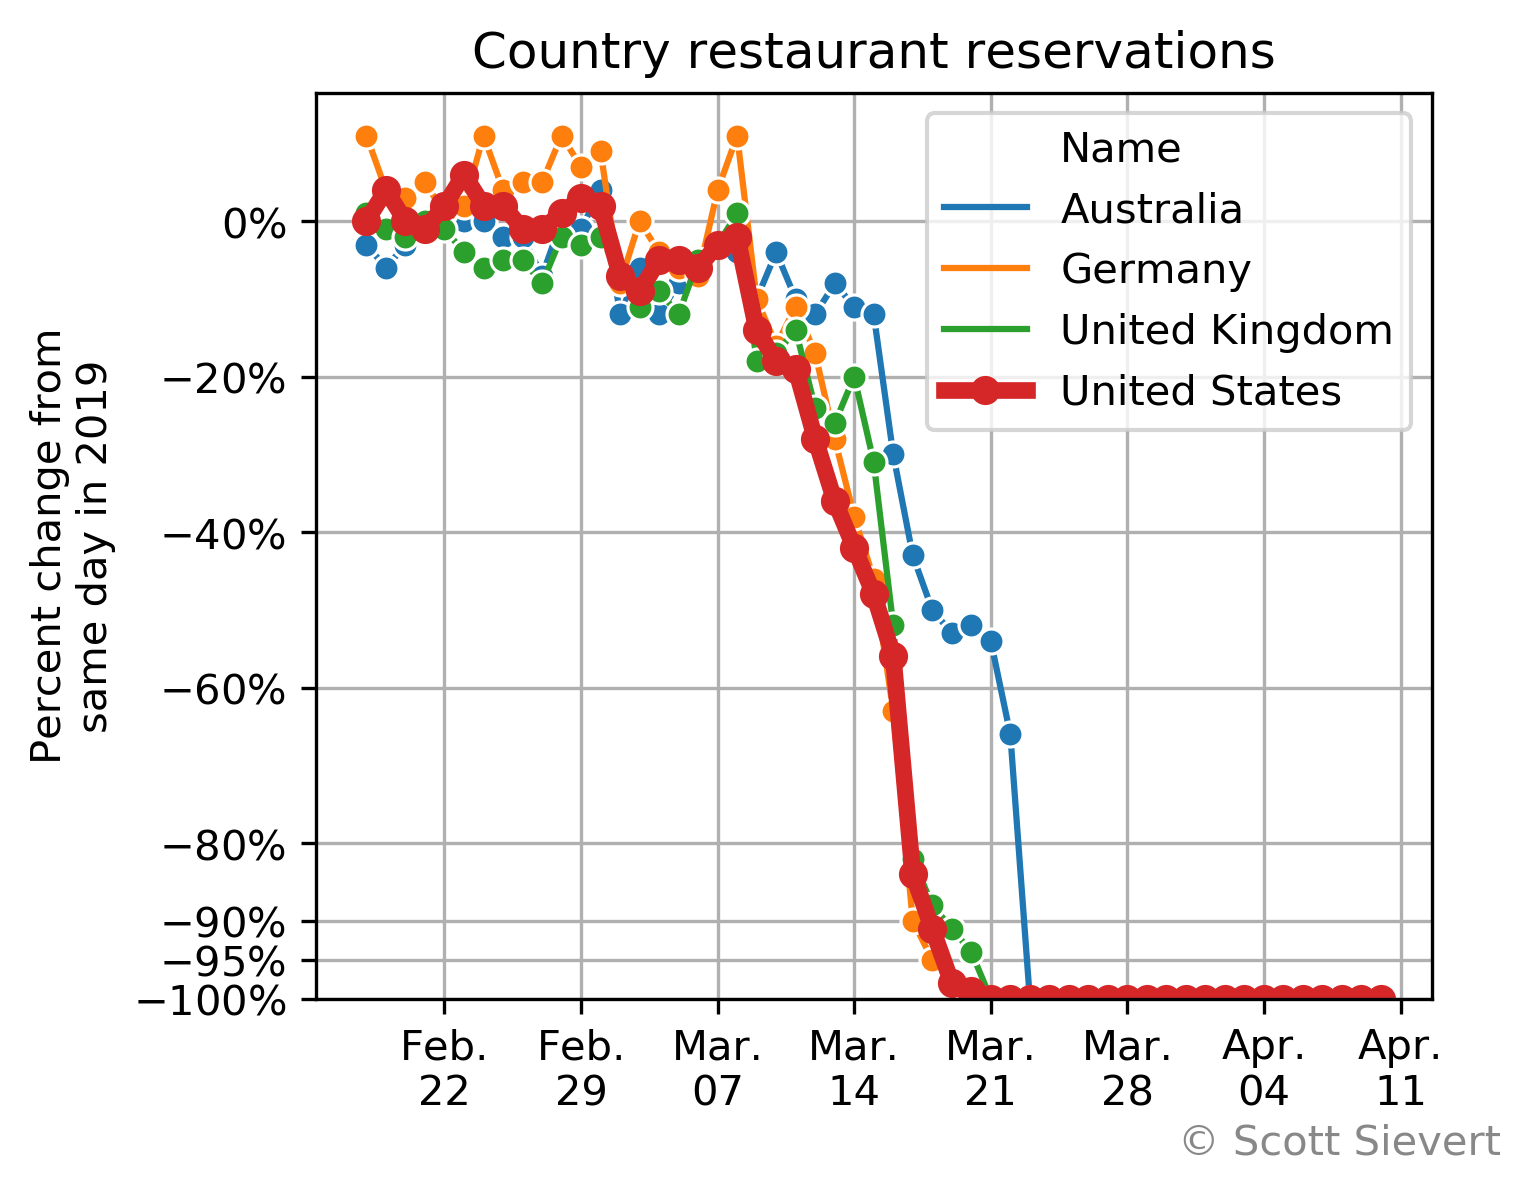 Country restaurant reservations
Percent change from
same day in 2019
0%
−20%
−40%
−60%
−80%
−90%
−95%
−100%
Name
Australia
Germany
United Kingdom
United States
Feb.
22
Feb.
29
Mar.
07
Mar.
14
Mar.
21
Mar.
28
Apr.
04
Apr.
11
© Scott Sievert